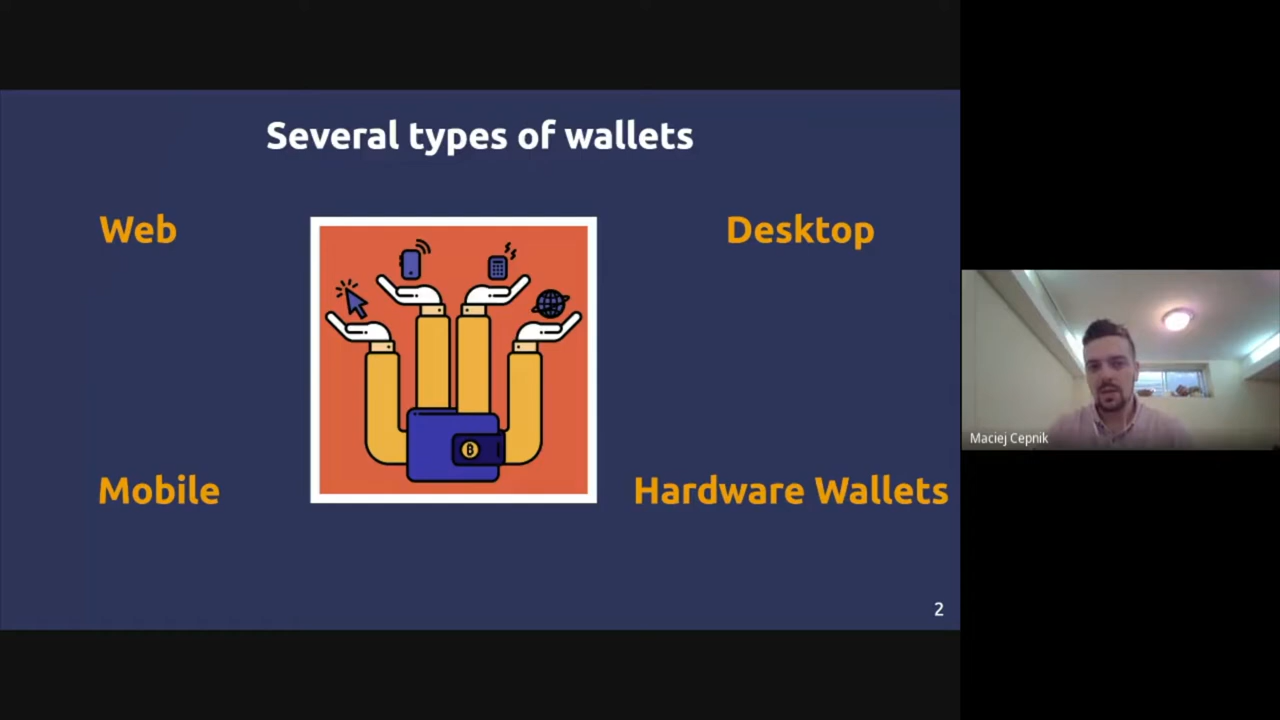 Several types of wallets
Web
Desktop
Mobile
Hardware Wallets
2
Maciej Cepnik